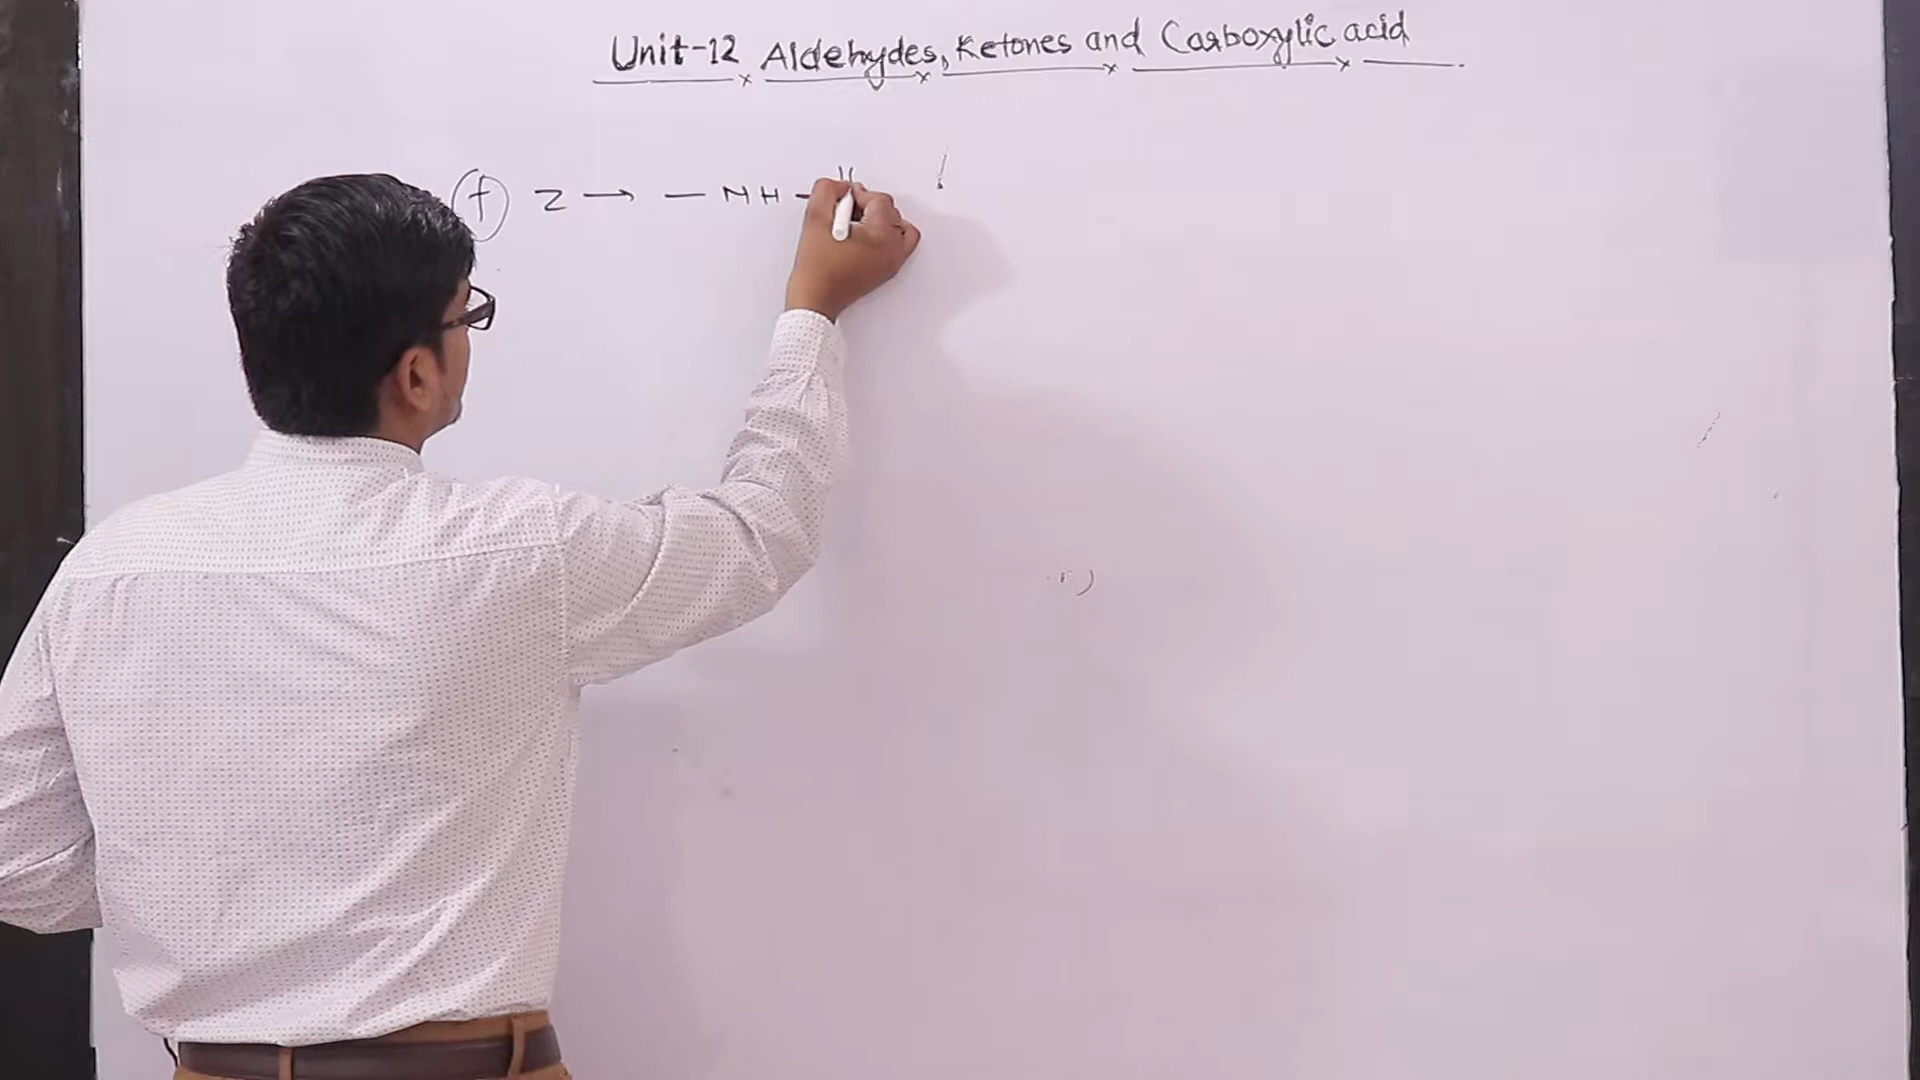 Unit-12 Aldehydes, Ketones and Carboxylic acid
f Z → — NH —